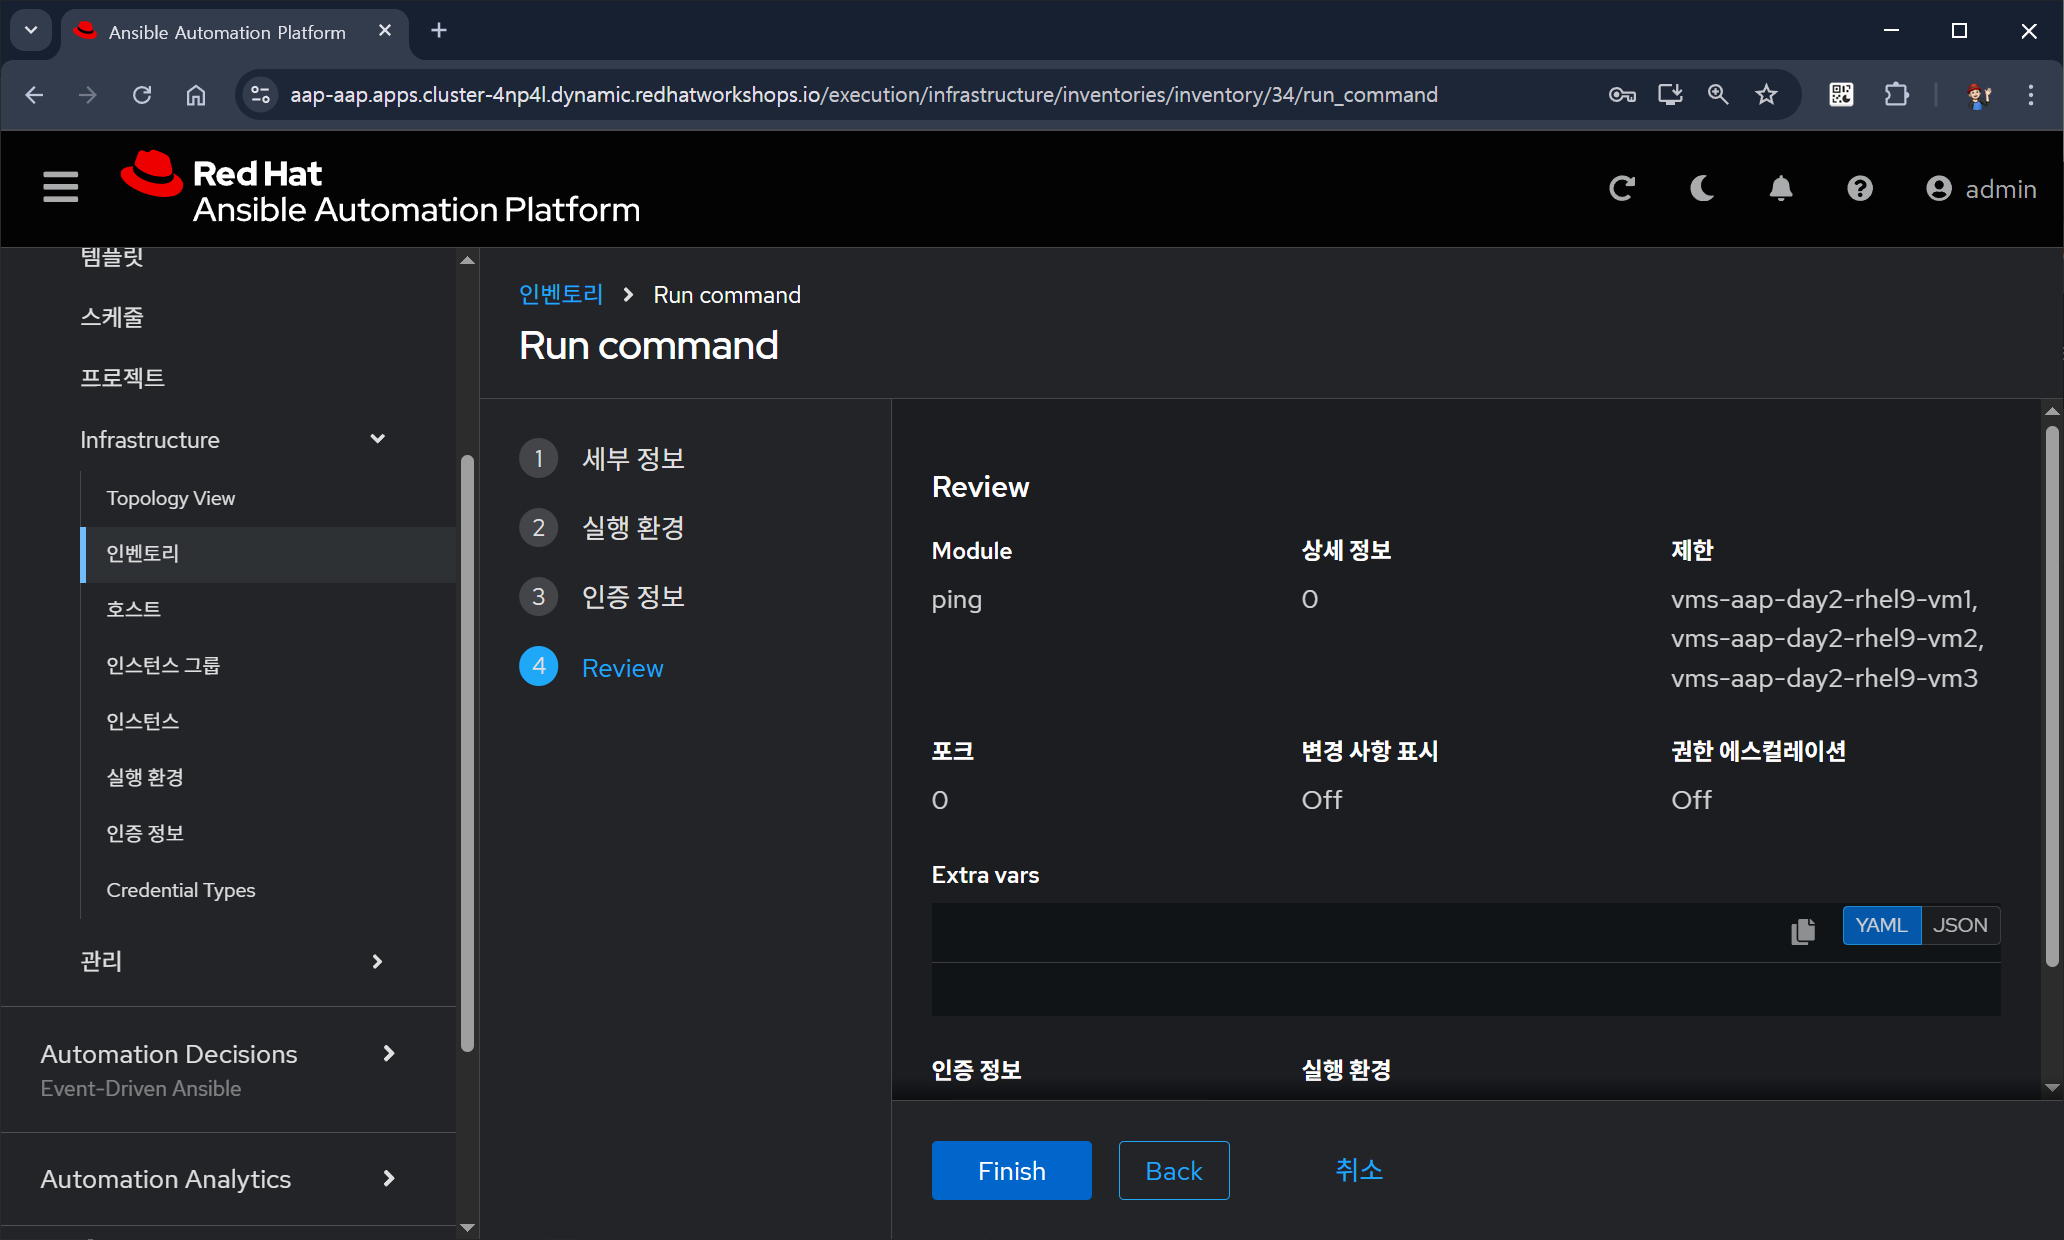 Ansible Automation Platform
aap-aap.apps.cluster-4np4l.dynamic.redhatworkshops.io/execution/infrastructure/inventories/inventory/34/run_command
Red Hat
Ansible Automation Platform
admin
템플릿
스케줄
프로젝트
Infrastructure
Topology View
인벤토리
호스트
인스턴스 그룹
인스턴스
실행 환경
인증 정보
Credential Types
관리
Automation Decisions
Event-Driven Ansible
Automation Analytics
인벤토리 > Run command
Run command
1 세부 정보
2 실행 환경
3 인증 정보
4 Review
Review
Module
ping
상세 정보
0
제한
vms-aap-day2-rhel9-vm1,
vms-aap-day2-rhel9-vm2,
vms-aap-day2-rhel9-vm3
포크
0
변경 사항 표시
Off
권한 에스컬레이션
Off
Extra vars
YAML JSON
인증 정보
실행 환경
Finish
Back
취소